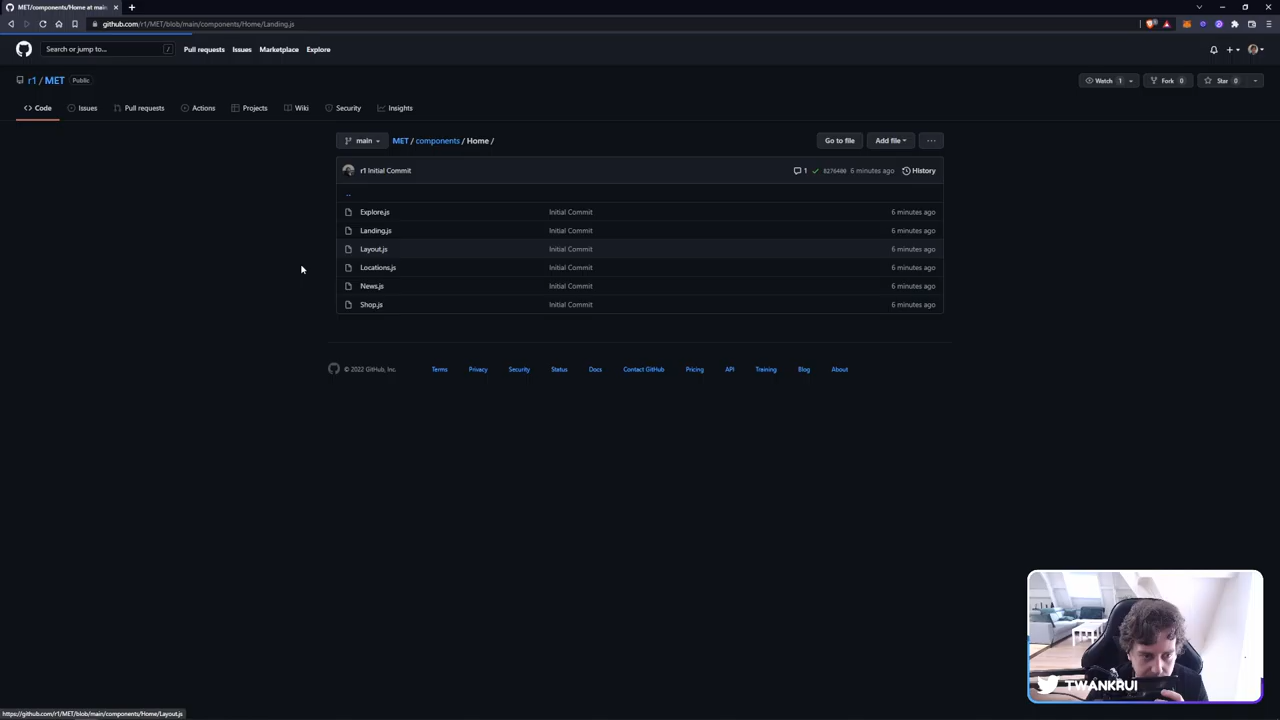 MET/components/Home at main
github.com/r1/MET/blob/main/components/Home/Landing.js
Search or jump to... /
Pull requests Issues Marketplace Explore
r1 / MET Public
Watch 1 Fork 0 Star 0
Code Issues Pull requests Actions Projects Wiki Security Insights
main MET / components / Home / Go to file Add file ...
r1 Initial Commit 1 8276400 6 minutes ago History
..
Explore.js Initial Commit 6 minutes ago
Landing.js Initial Commit 6 minutes ago
Layout.js Initial Commit 6 minutes ago
Locations.js Initial Commit 6 minutes ago
News.js Initial Commit 6 minutes ago
Shop.js Initial Commit 6 minutes ago
© 2022 GitHub, Inc. Terms Privacy Security Status Docs Contact GitHub Pricing API Training Blog About
TWANKRUI
https://github.com/r1/MET/blob/main/components/Home/Layout.js